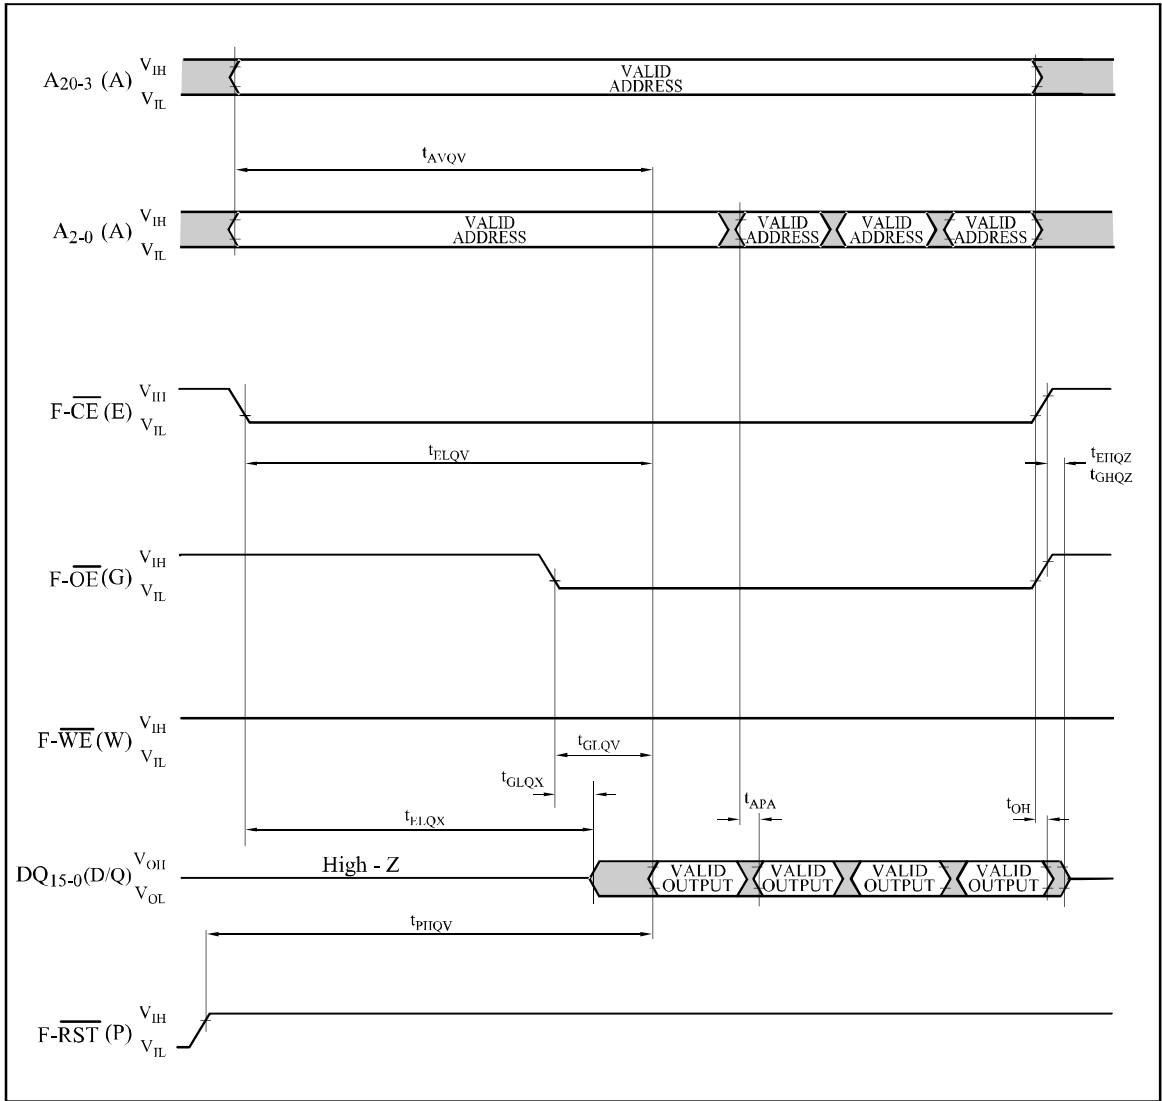 A20-3 (A) VIH VALID
VIL ADDRESS
tAVQV
A2-0 (A) VIH VALID VALID VALID VALID
VIL ADDRESS ADDRESS ADDRESS ADDRESS
F-CE (E) VIH
VIL
tELQV
tEHQZ
tGHQZ
F-OE (G) VIH
VIL
F-WE (W) VIH
VIL
tGLQV
tGLQX
tELQX
tAPA
tOH
DQ15-0 (D/Q) VOH High - Z VALID VALID VALID VALID
VOL OUTPUT OUTPUT OUTPUT OUTPUT
tPHQV
F-RST (P) VIH
VIL